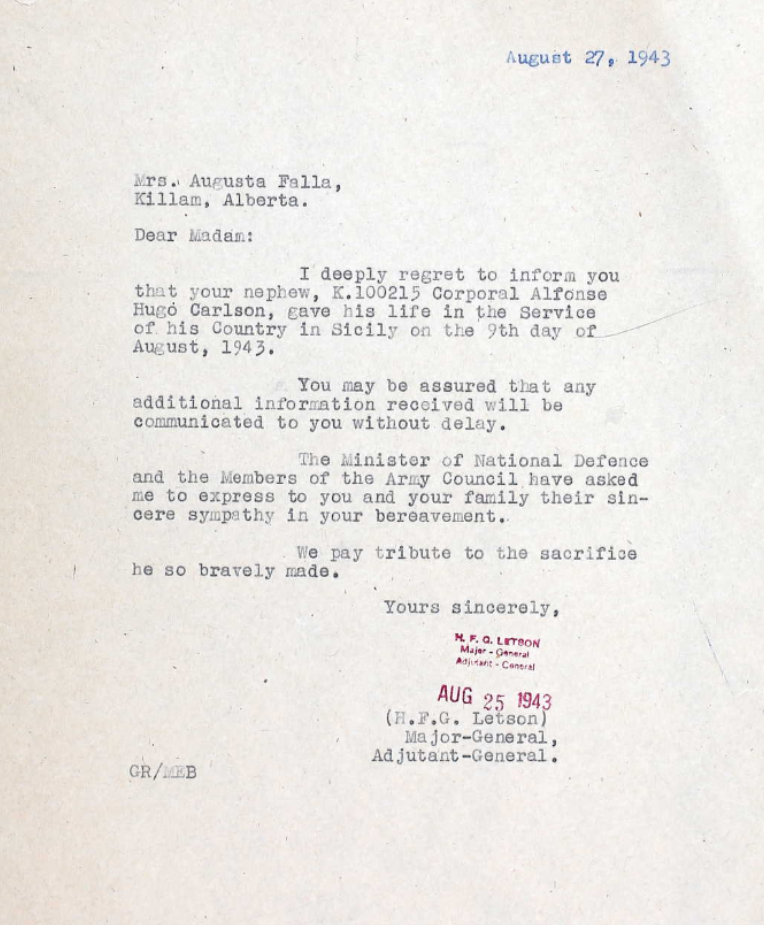 August 27, 1943
Mrs. Augusta Falla,
Killam, Alberta.
Dear Madam:
I deeply regret to inform you
that your nephew, K.100215 Corporal Alfonse
Hugo Carlson, gave his life in the Service
of his Country in Sicily on the 9th day of
August, 1943.
You may be assured that any
additional information received will be
communicated to you without delay.
The Minister of National Defence
and the Members of the Army Council have asked
me to express to you and your family their sin-
cere sympathy in your bereavement.
We pay tribute to the sacrifice
he so bravely made.
Yours sincerely,
H. F. G. LETSON
Major - General
Adjutant - General
AUG 25 1943
(H.F.G. Letson)
Major-General,
Adjutant-General.
GR/MEB